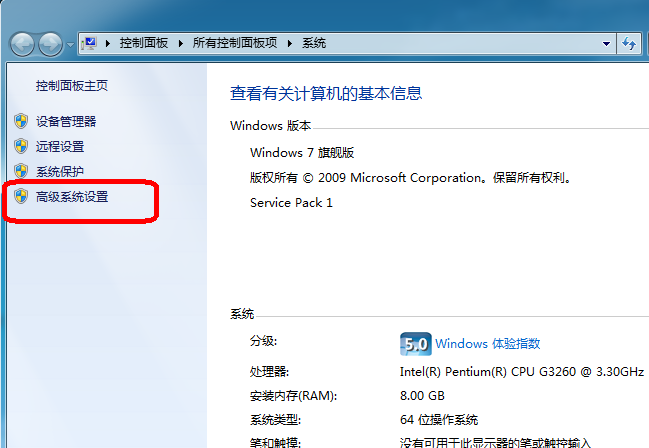 控制面板 ▸ 所有控制面板项 ▸ 系统
控制面板主页
设备管理器
远程设置
系统保护
高级系统设置
查看有关计算机的基本信息
Windows 版本
Windows 7 旗舰版
版权所有 © 2009 Microsoft Corporation。保留所有权利。
Service Pack 1
系统
分级: 5.0 Windows 体验指数
处理器: Intel(R) Pentium(R) CPU G3260 @ 3.30GHz
安装内存(RAM): 8.00 GB
系统类型: 64 位操作系统
笔和触摸: 没有可用于此显示器的笔或触控输入